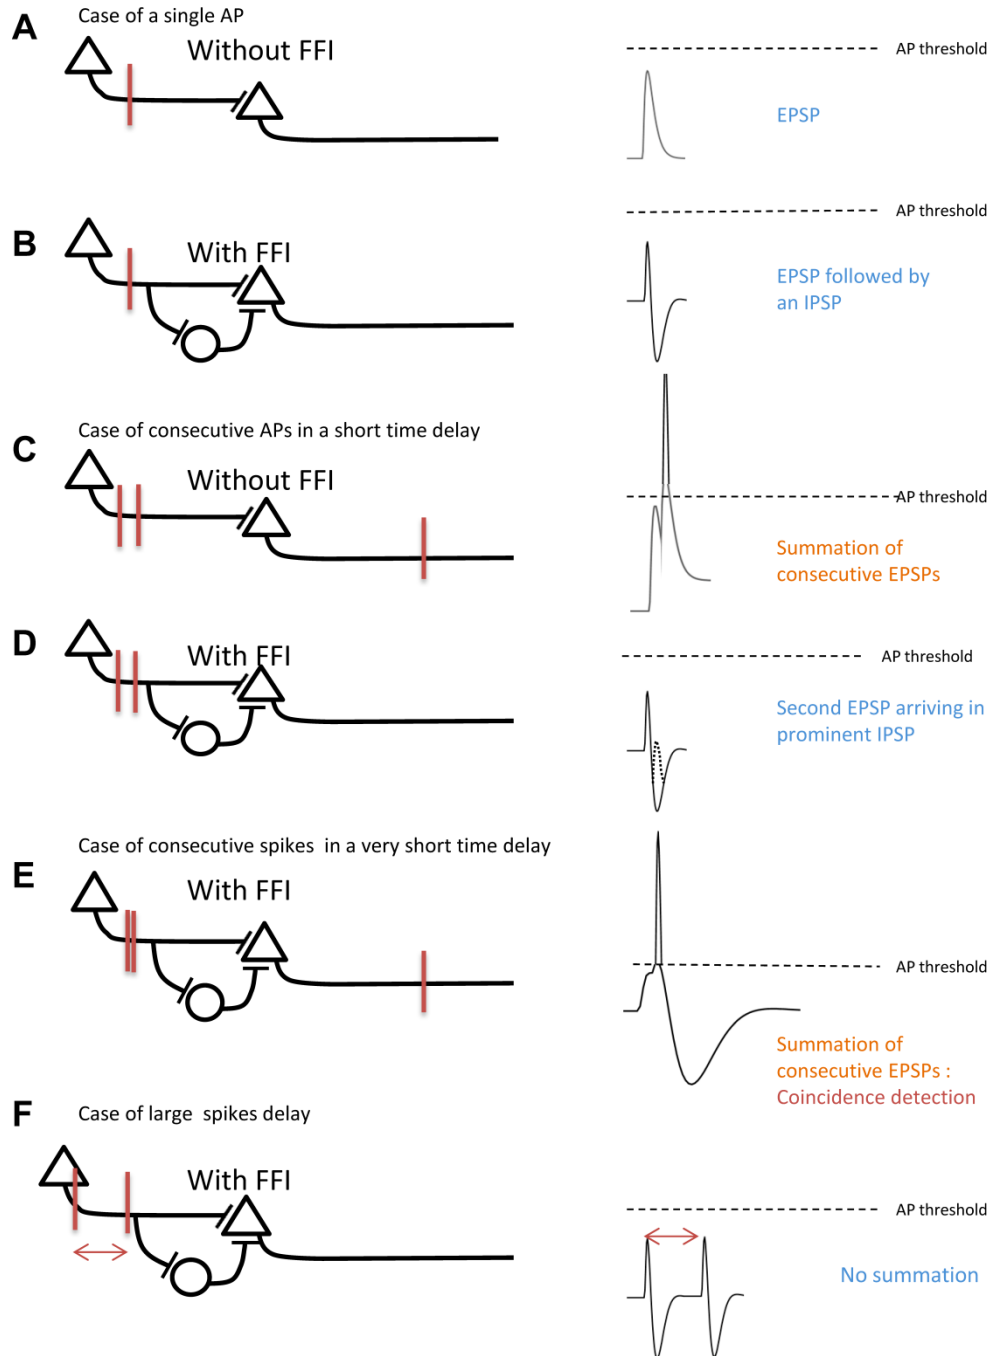 A
Case of a single AP
Without FFI
AP threshold
EPSP
B
With FFI
AP threshold
EPSP followed by
an IPSP
Case of consecutive APs in a short time delay
C
Without FFI
AP threshold
Summation of
consecutive EPSPs
D
With FFI
AP threshold
Second EPSP arriving in
prominent IPSP
Case of consecutive spikes in a very short time delay
E
With FFI
AP threshold
Summation of
consecutive EPSPs :
Coincidence detection
F
Case of large spikes delay
With FFI
AP threshold
No summation